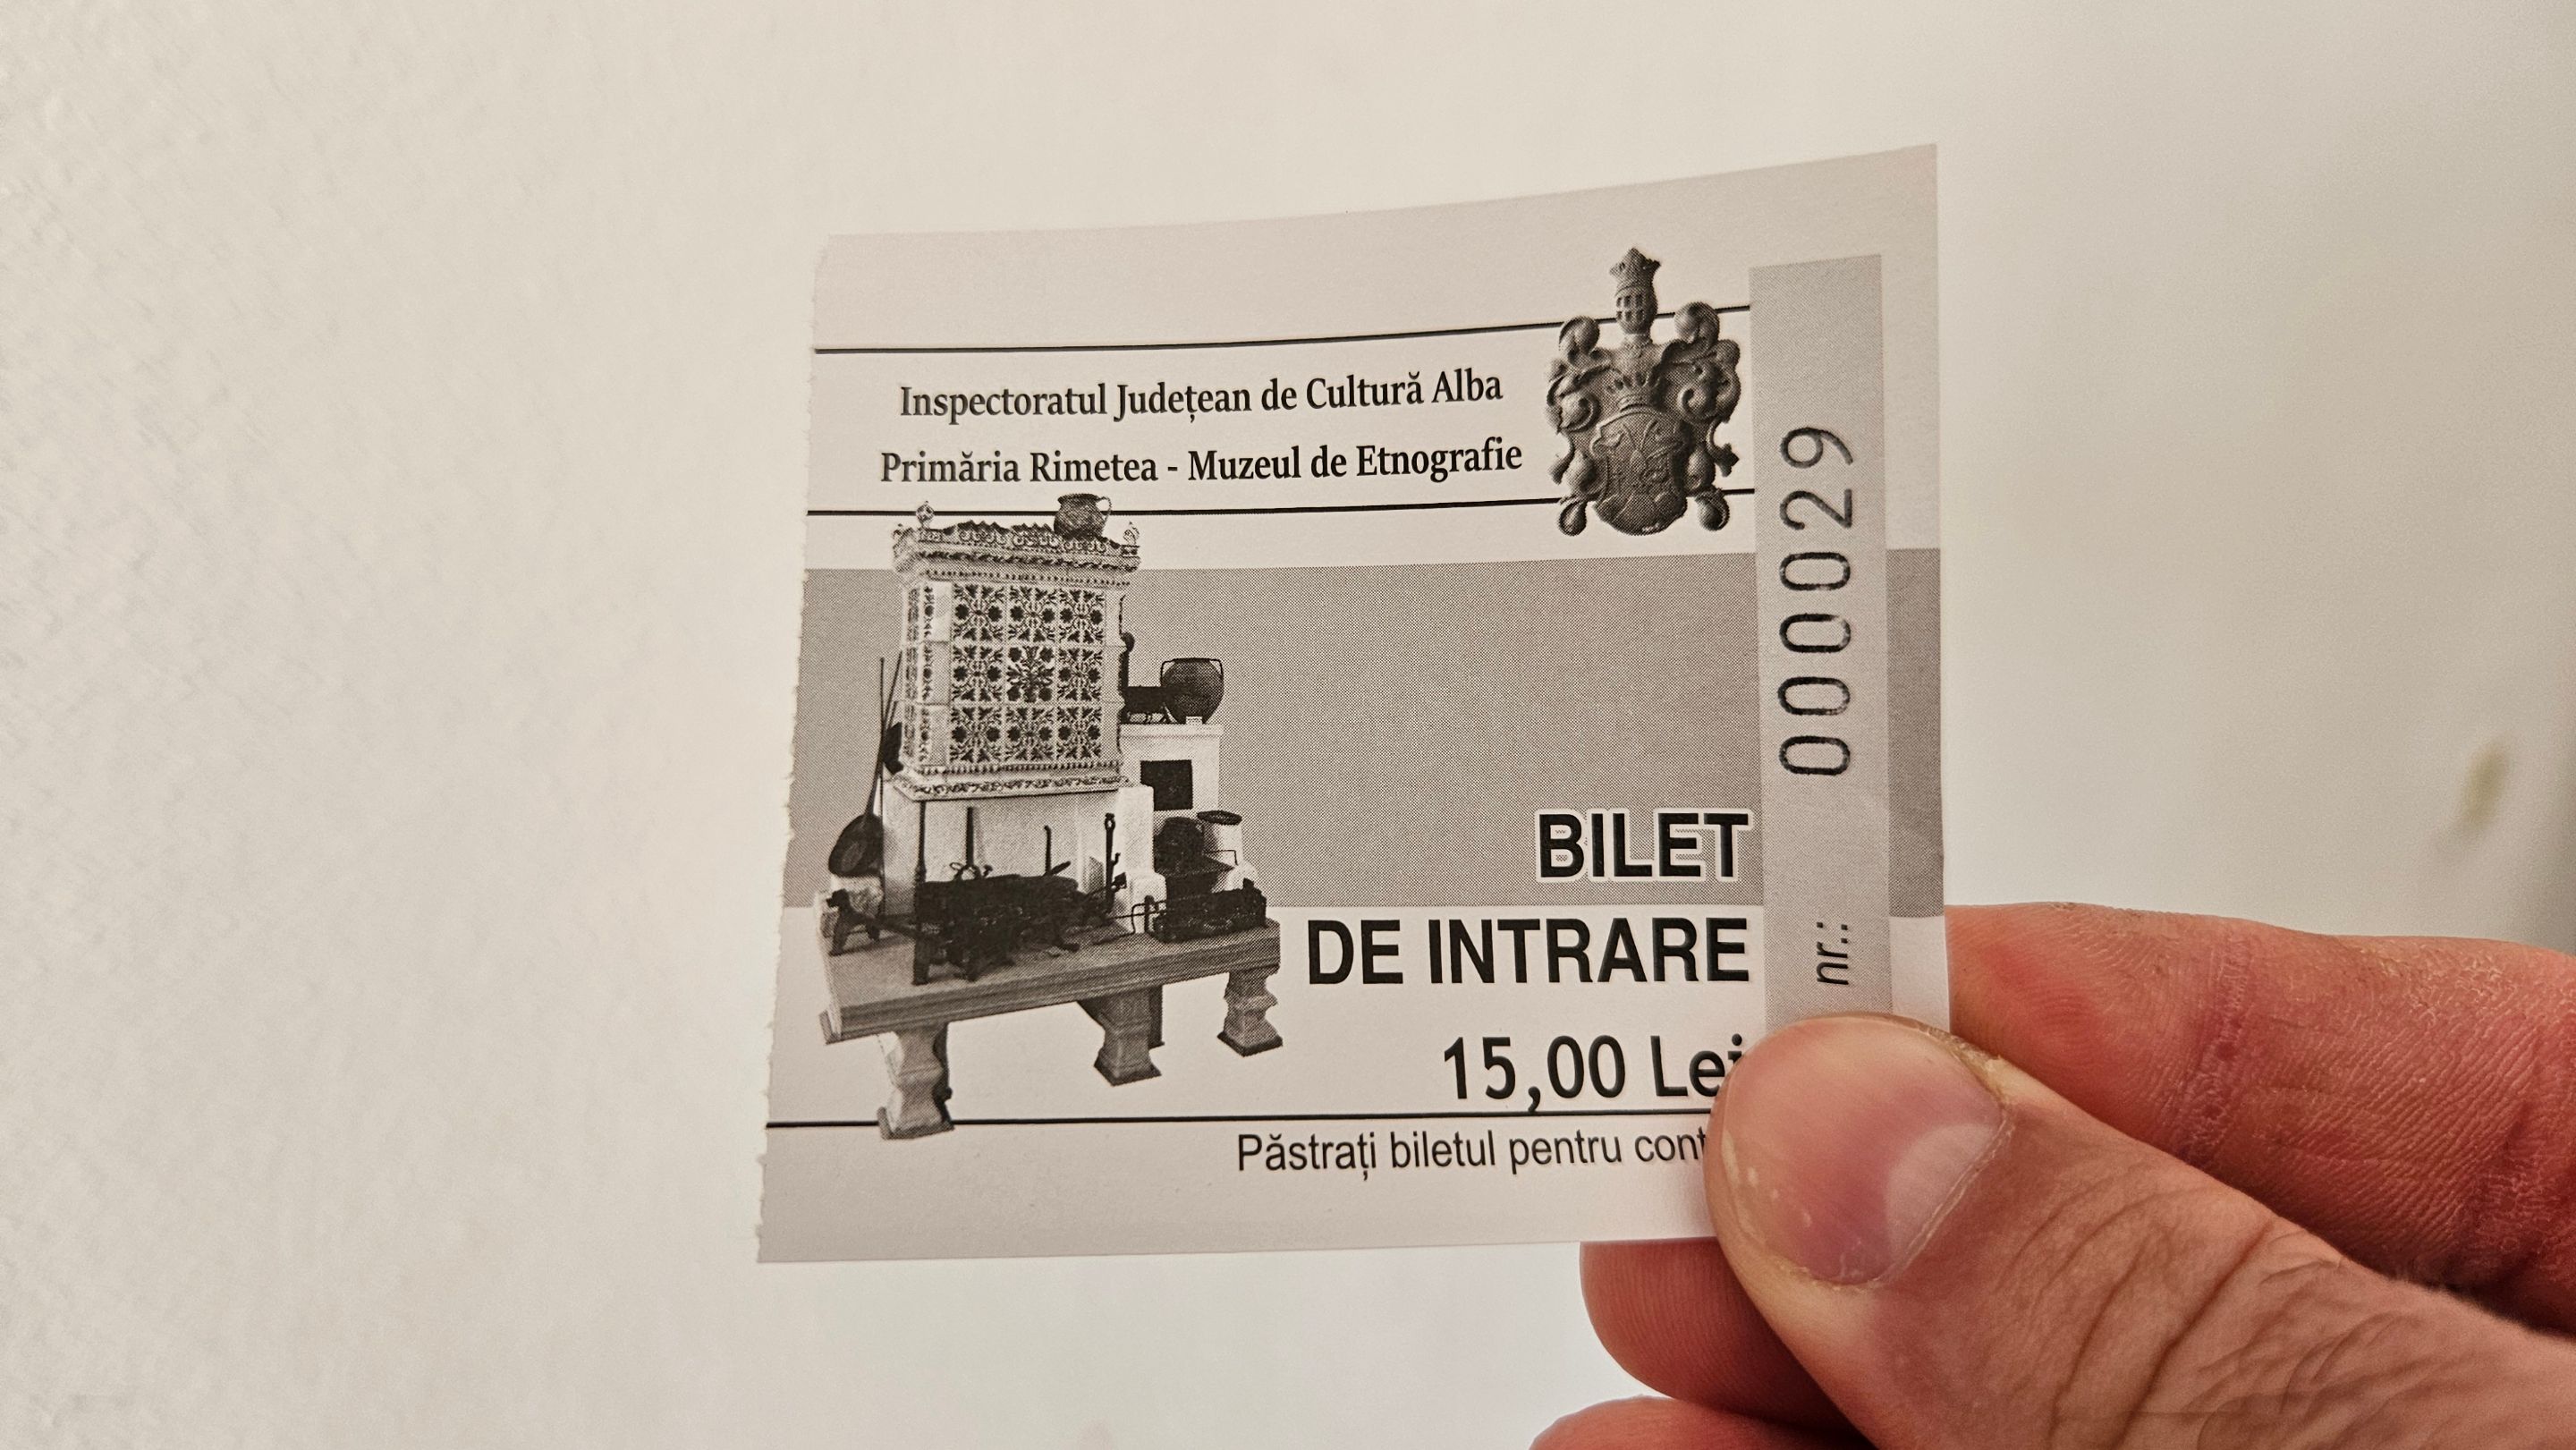 Inspectoratul Județean de Cultură Alba
Primăria Rimetea - Muzeul de Etnografie
BILET
DE INTRARE
15,00 Lei
Păstrați biletul pentru
nr.: 000029